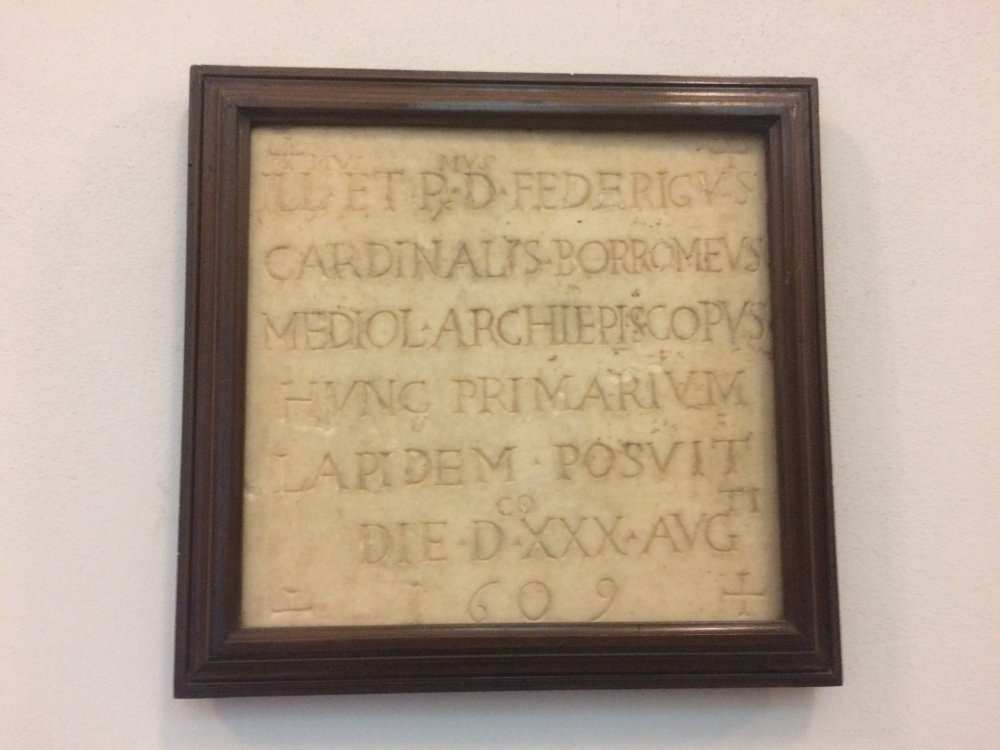 ILL^MVS ET R^MVS D FEDERICVS
CARDINALIS BORROMEVS
MEDIOL·ARCHIEPISCOPVS
HVNC PRIMARIVM
LAPIDEM · POSVIT
DIE·D^CO·XXX·AVG^TI
1609